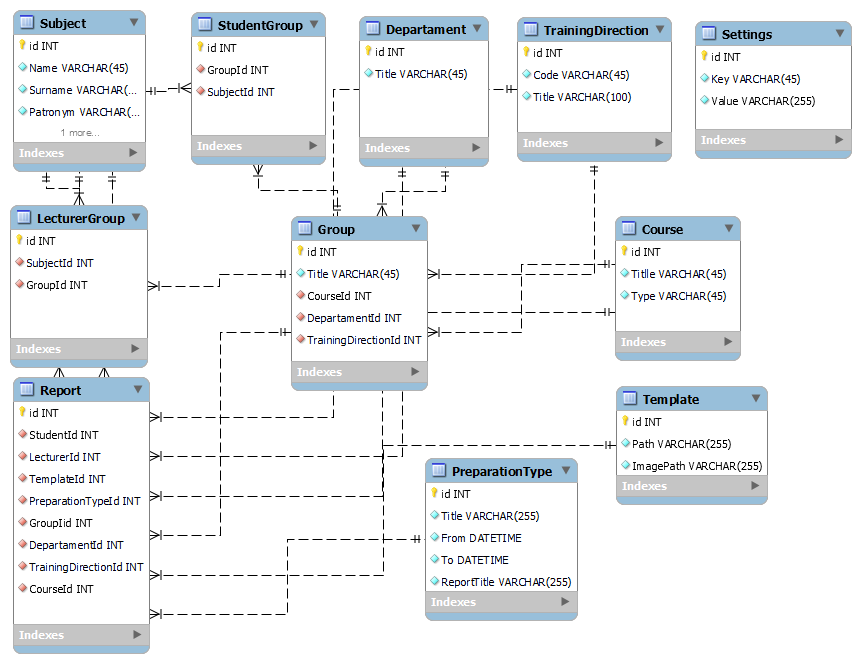 Subject
id INT
Name VARCHAR(45)
Surname VARCHAR(...
Patronym VARCHAR(...
1 more...
Indexes
StudentGroup
id INT
GroupId INT
SubjectId INT
Indexes
Departament
id INT
Title VARCHAR(45)
Indexes
TrainingDirection
id INT
Code VARCHAR(45)
Title VARCHAR(100)
Indexes
Settings
id INT
Key VARCHAR(45)
Value VARCHAR(255)
Indexes
LecturerGroup
id INT
SubjectId INT
GroupId INT
Indexes
Group
id INT
Title VARCHAR(45)
CourseId INT
DepartamentId INT
TrainingDirectionId INT
Indexes
Course
id INT
Titlle VARCHAR(45)
Type VARCHAR(45)
Indexes
Report
id INT
StudentId INT
LecturerId INT
TemplateId INT
PreparationTypeId INT
GroupIid INT
DepartamentId INT
TrainingDirectionId INT
CourseId INT
Indexes
Template
id INT
Path VARCHAR(255)
ImagePath VARCHAR(255)
Indexes
PreparationType
id INT
Title VARCHAR(255)
From DATETIME
To DATETIME
ReportTitle VARCHAR(255)
Indexes